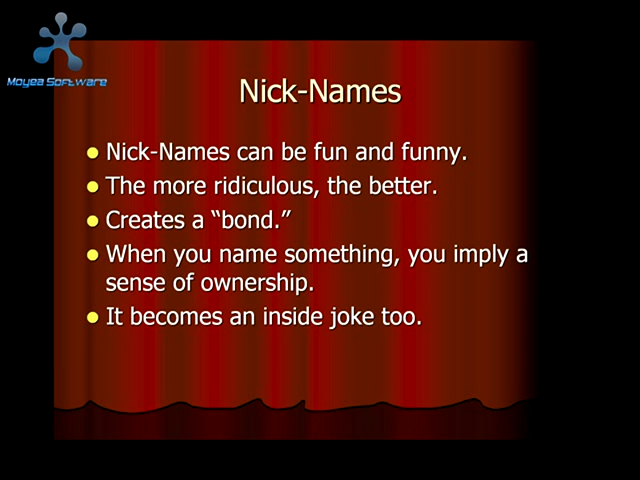 Moyea Software
Nick-Names
Nick-Names can be fun and funny.
The more ridiculous, the better.
Creates a “bond.”
When you name something, you imply a
sense of ownership.
It becomes an inside joke too.